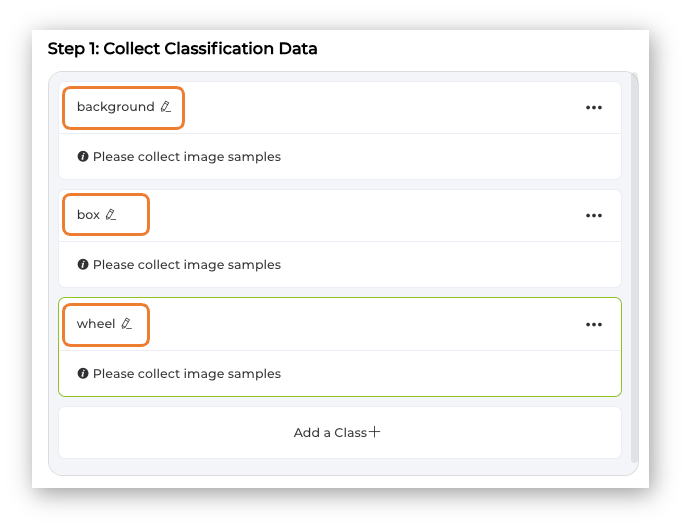 Step 1: Collect Classification Data
background
Please collect image samples
box
Please collect image samples
wheel
Please collect image samples
Add a Class+